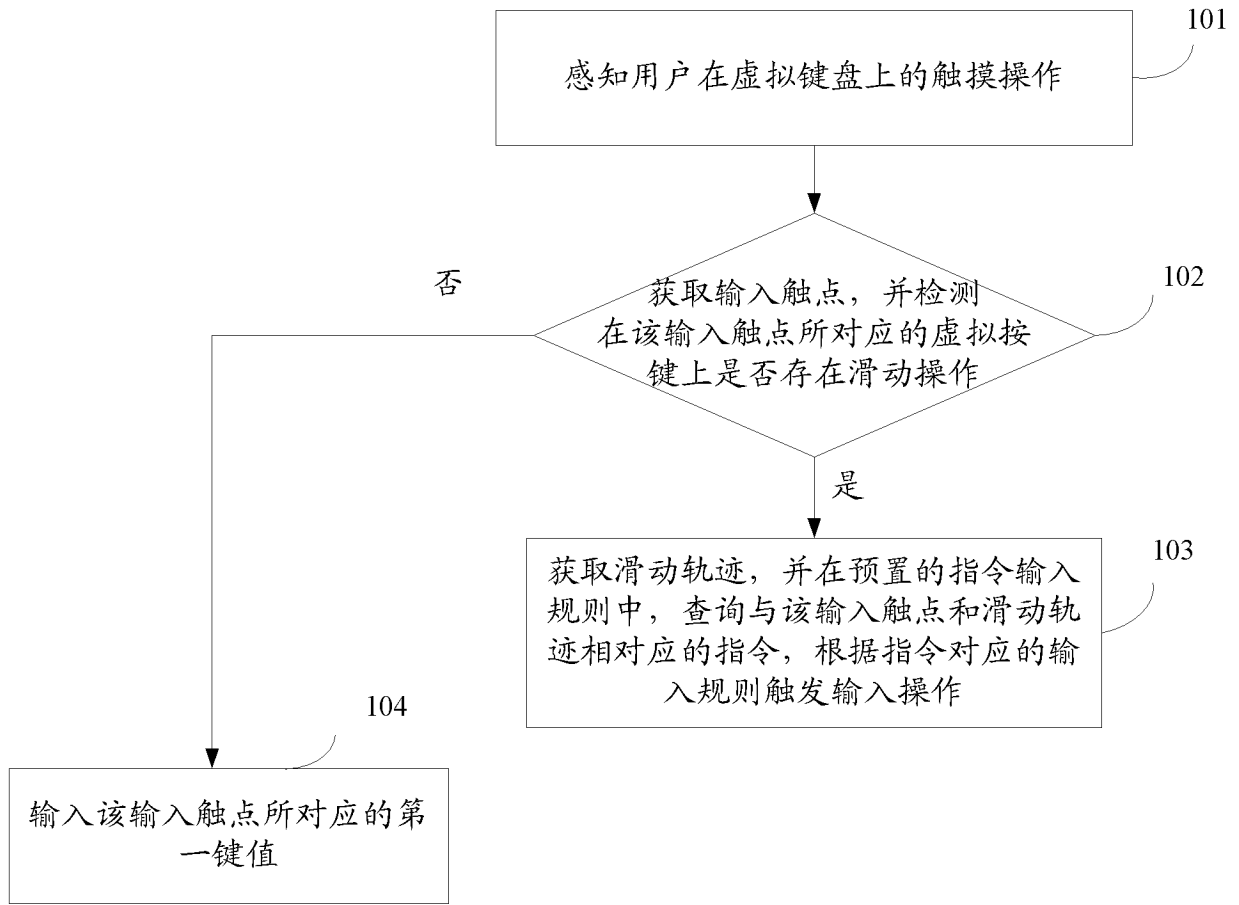 101
感知用户在虚拟键盘上的触摸操作
否
102
获取输入触点，并检测
在该输入触点所对应的虚拟按
键上是否存在滑动操作
是
103
获取滑动轨迹，并在预置的指令输入
规则中，查询与该输入触点和滑动轨
迹相对应的指令，根据指令对应的输
入规则触发输入操作
104
输入该输入触点所对应的第
一键值